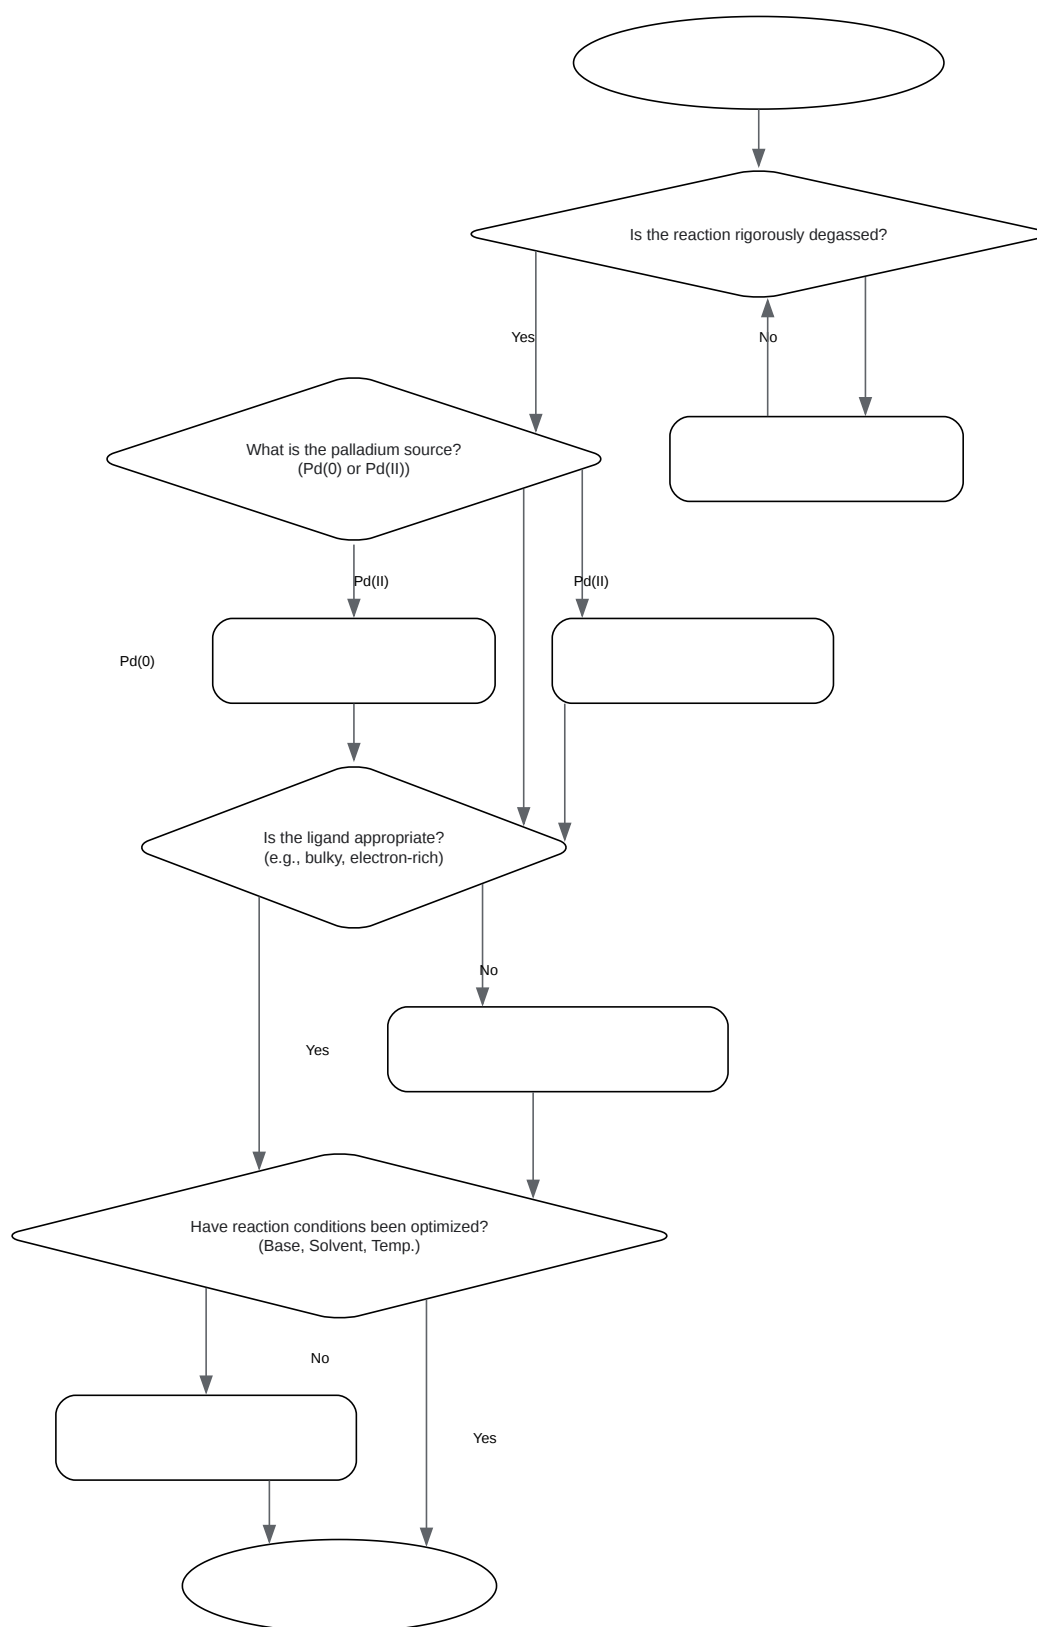 Is the reaction rigorously degassed?
Yes
No
What is the palladium source?
(Pd(0) or Pd(II))
Pd(II)
Pd(II)
Pd(0)
Is the ligand appropriate?
(e.g., bulky, electron-rich)
No
Yes
Have reaction conditions been optimized?
(Base, Solvent, Temp.)
No
Yes